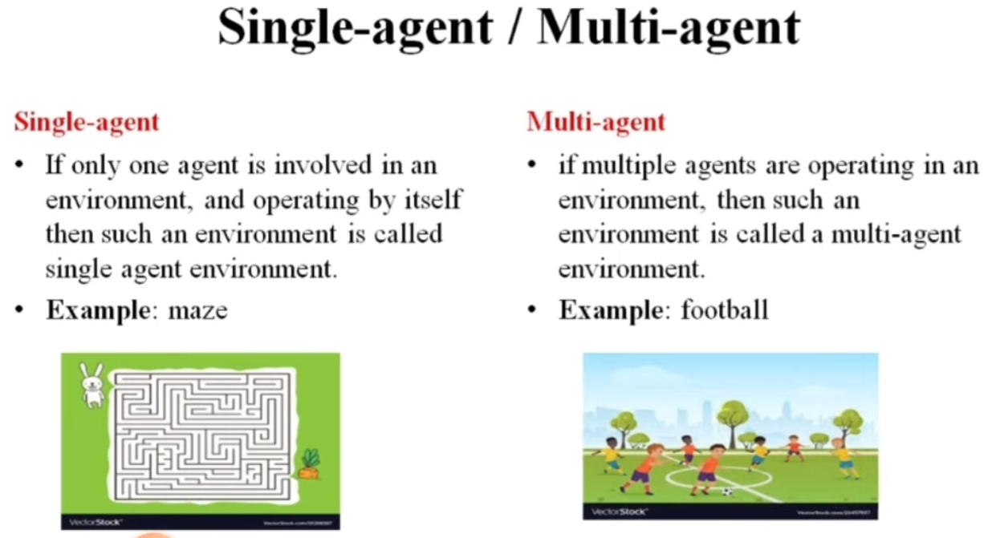 Single-agent / Multi-agent
Single-agent
• If only one agent is involved in an
environment, and operating by itself
then such an environment is called
single agent environment.
• Example: maze
VectorStock
Multi-agent
• if multiple agents are operating in an
environment, then such an
environment is called a multi-agent
environment.
• Example: football
VectorStock